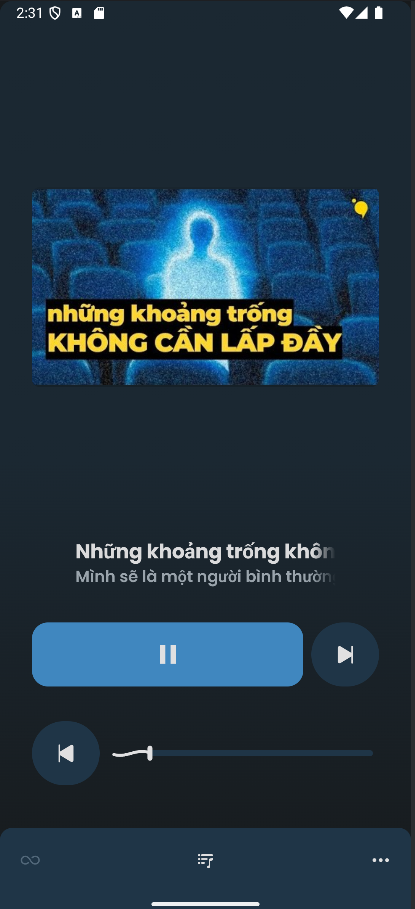 2:31
những khoảng trống
KHÔNG CẦN LẤP ĐẦY
Những khoảng trống khôn
Mình sẽ là một người bình thườn